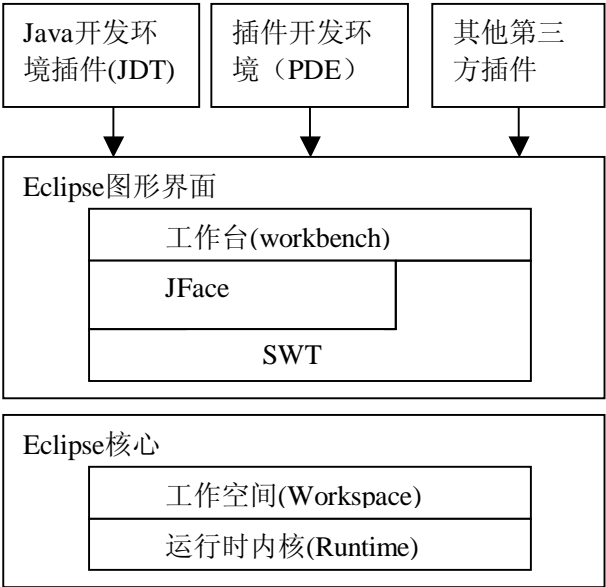 Java开发环
境插件(JDT)
插件开发环
境（PDE）
其他第三
方插件
Eclipse图形界面
工作台(workbench)
JFace
SWT
Eclipse核心
工作空间(Workspace)
运行时内核(Runtime)